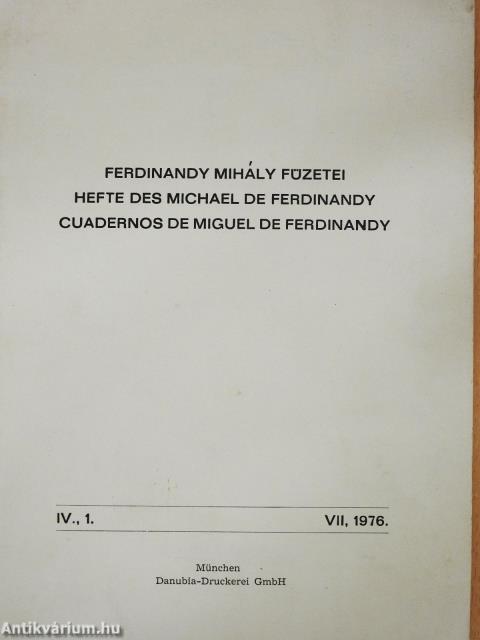 FERDINANDY MIHÁLY FÜZETEI
HEFTE DES MICHAEL DE FERDINANDY
CUADERNOS DE MIGUEL DE FERDINANDY
IV., 1. VII, 1976.
München
Danubia-Druckerei GmbH
Antikvárium.hu